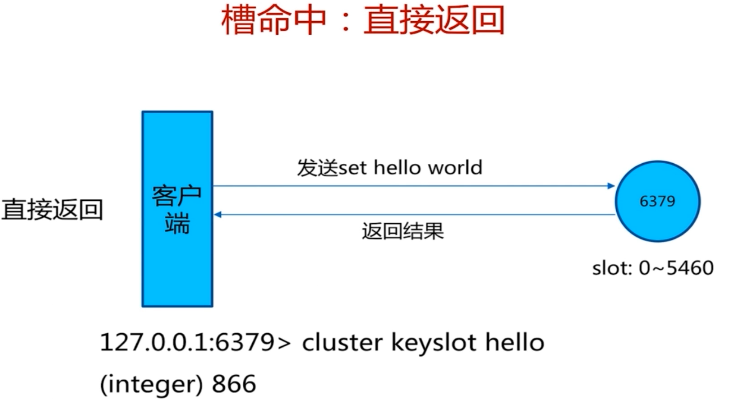 槽命中：直接返回
发送set hello world
直接返回
客户
端
6379
返回结果
slot: 0~5460
127.0.0.1:6379> cluster keyslot hello
(integer) 866